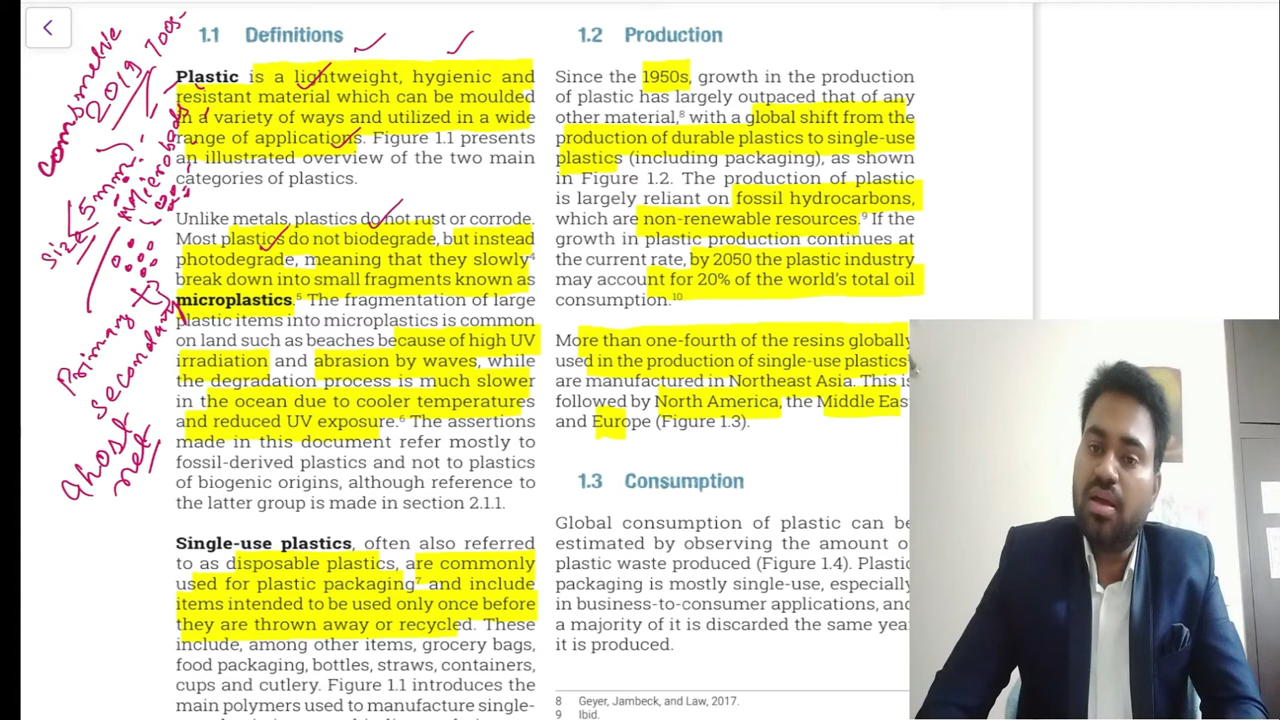 1.1 Definitions
Plastic is a lightweight, hygienic and
resistant material which can be moulded
in a variety of ways and utilized in a wide
range of applications. Figure 1.1 presents
an illustrated overview of the two main
categories of plastics.
Unlike metals, plastics do not rust or corrode.
Most plastics do not biodegrade, but instead
photodegrade, meaning that they slowly4
break down into small fragments known as
microplastics.5 The fragmentation of large
plastic items into microplastics is common
on land such as beaches because of high UV
irradiation and abrasion by waves, while
the degradation process is much slower
in the ocean due to cooler temperatures
and reduced UV exposure.6 The assertions
made in this document refer mostly to
fossil-derived plastics and not to plastics
of biogenic origins, although reference to
the latter group is made in section 2.1.1.
Single-use plastics, often also referred
to as disposable plastics, are commonly
used for plastic packaging7 and include
items intended to be used only once before
they are thrown away or recycled. These
include, among other items, grocery bags,
food packaging, bottles, straws, containers,
cups and cutlery. Figure 1.1 introduces the
main polymers used to manufacture single-
1.2 Production
Since the 1950s, growth in the production
of plastic has largely outpaced that of any
other material,8 with a global shift from the
production of durable plastics to single-use
plastics (including packaging), as shown
in Figure 1.2. The production of plastic
is largely reliant on fossil hydrocarbons,
which are non-renewable resources.9 If the
growth in plastic production continues at
the current rate, by 2050 the plastic industry
may account for 20% of the world's total oil
consumption.10
More than one-fourth of the resins globally
used in the production of single-use plastics
are manufactured in Northeast Asia. This is
followed by North America, the Middle Eas
and Europe (Figure 1.3).
1.3 Consumption
Global consumption of plastic can be
estimated by observing the amount o
plastic waste produced (Figure 1.4). Plastic
packaging is mostly single-use, especially
in business-to-consumer applications, and
a majority of it is discarded the same yea
it is produced.
8 Geyer, Jambeck, and Law, 2017.
9 Ibid.
2019
Size < 5mm
microbeads
Primary
Secondary
Ghost
net